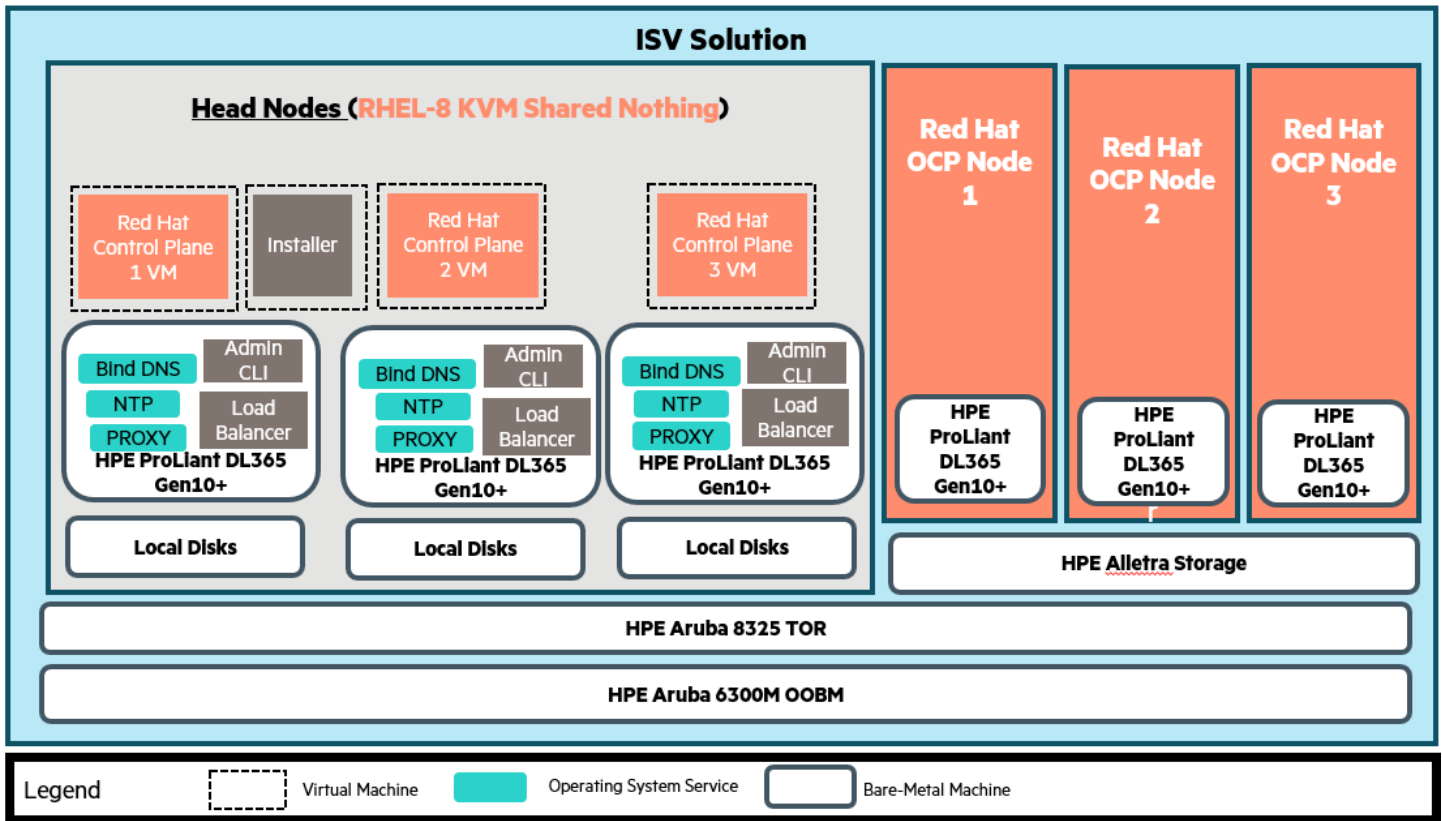 ISV Solution
Head Nodes (RHEL-8 KVM Shared Nothing)
Red Hat
Control Plane
1 VM
Installer
Red Hat
Control Plane
2 VM
Red Hat
Control Plane
3 VM
Bind DNS
Admin
CLI
NTP
Load
Balancer
PROXY
HPE ProLiant DL365
Gen10+
Bind DNS
Admin
CLI
NTP
Load
Balancer
PROXY
HPE ProLiant DL365
Gen10+
Bind DNS
Admin
CLI
NTP
Load
Balancer
PROXY
HPE ProLiant DL365
Gen10+
Local Disks
Local Disks
Local Disks
Red Hat
OCP Node
1
HPE
ProLiant
DL365
Gen10+
Red Hat
OCP Node
2
HPE
ProLiant
DL365
Gen10+
r
Red Hat
OCP Node
3
HPE
ProLiant
DL365
Gen10+
HPE Alletra Storage
HPE Aruba 8325 TOR
HPE Aruba 6300M OOBM
Legend
Virtual Machine
Operating System Service
Bare-Metal Machine